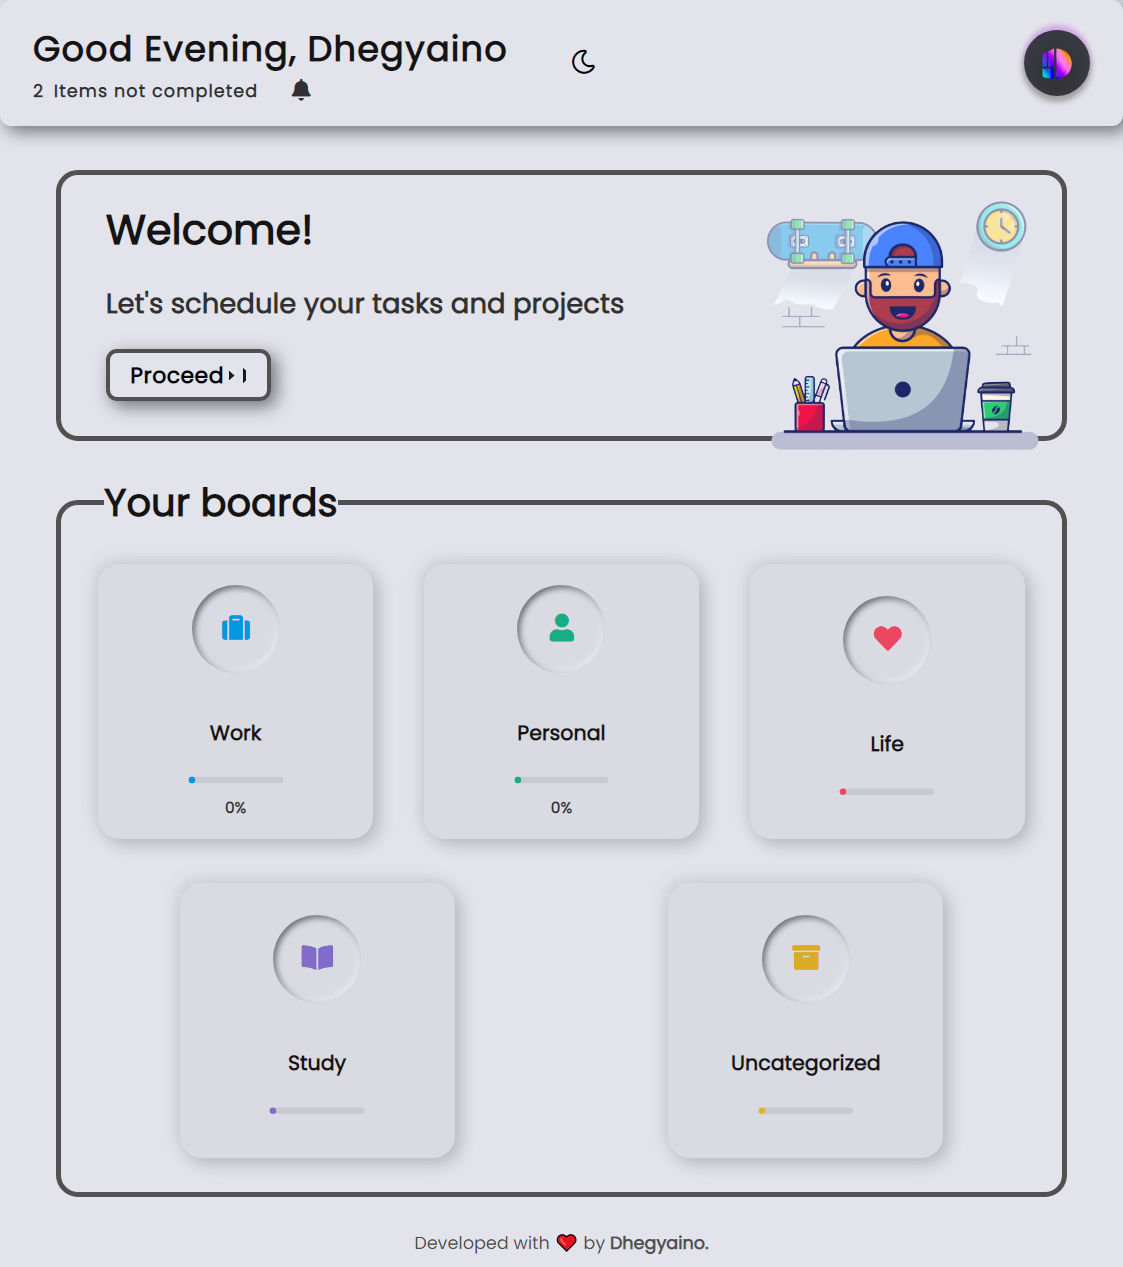 Good Evening, Dhegyaino
2 Items not completed
Welcome!
Let's schedule your tasks and projects
Proceed
Your boards
Work
0%
Personal
0%
Life
Study
Uncategorized
Developed with ❤️ by Dhegyaino.